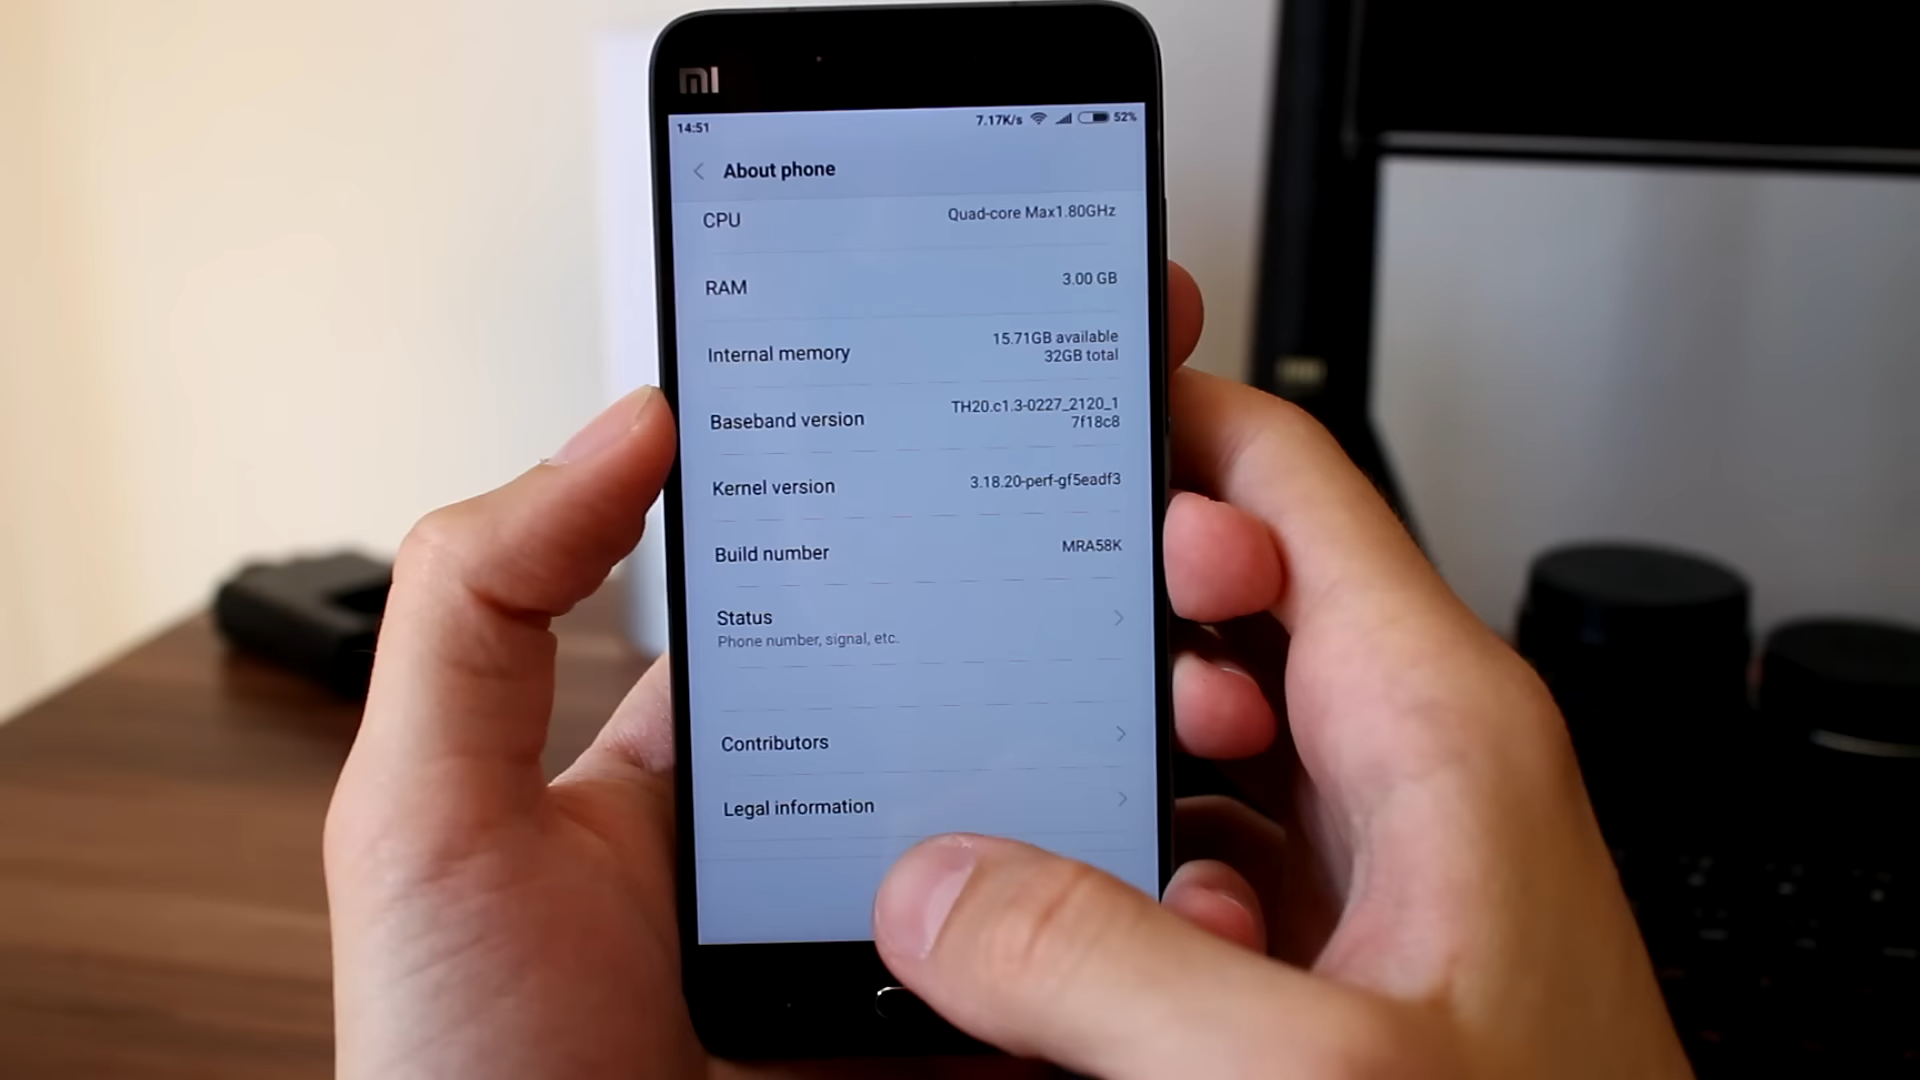 mi
14:51 7.17K/s 52%
About phone
CPU Quad-core Max1.80GHz
RAM 3.00 GB
Internal memory 15.71GB available
32GB total
Baseband version TH20.c1.3-0227_2120_1
7f18c8
Kernel version 3.18.20-perf-gf5eadf3
Build number MRA58K
Status
Phone number, signal, etc.
Contributors
Legal information